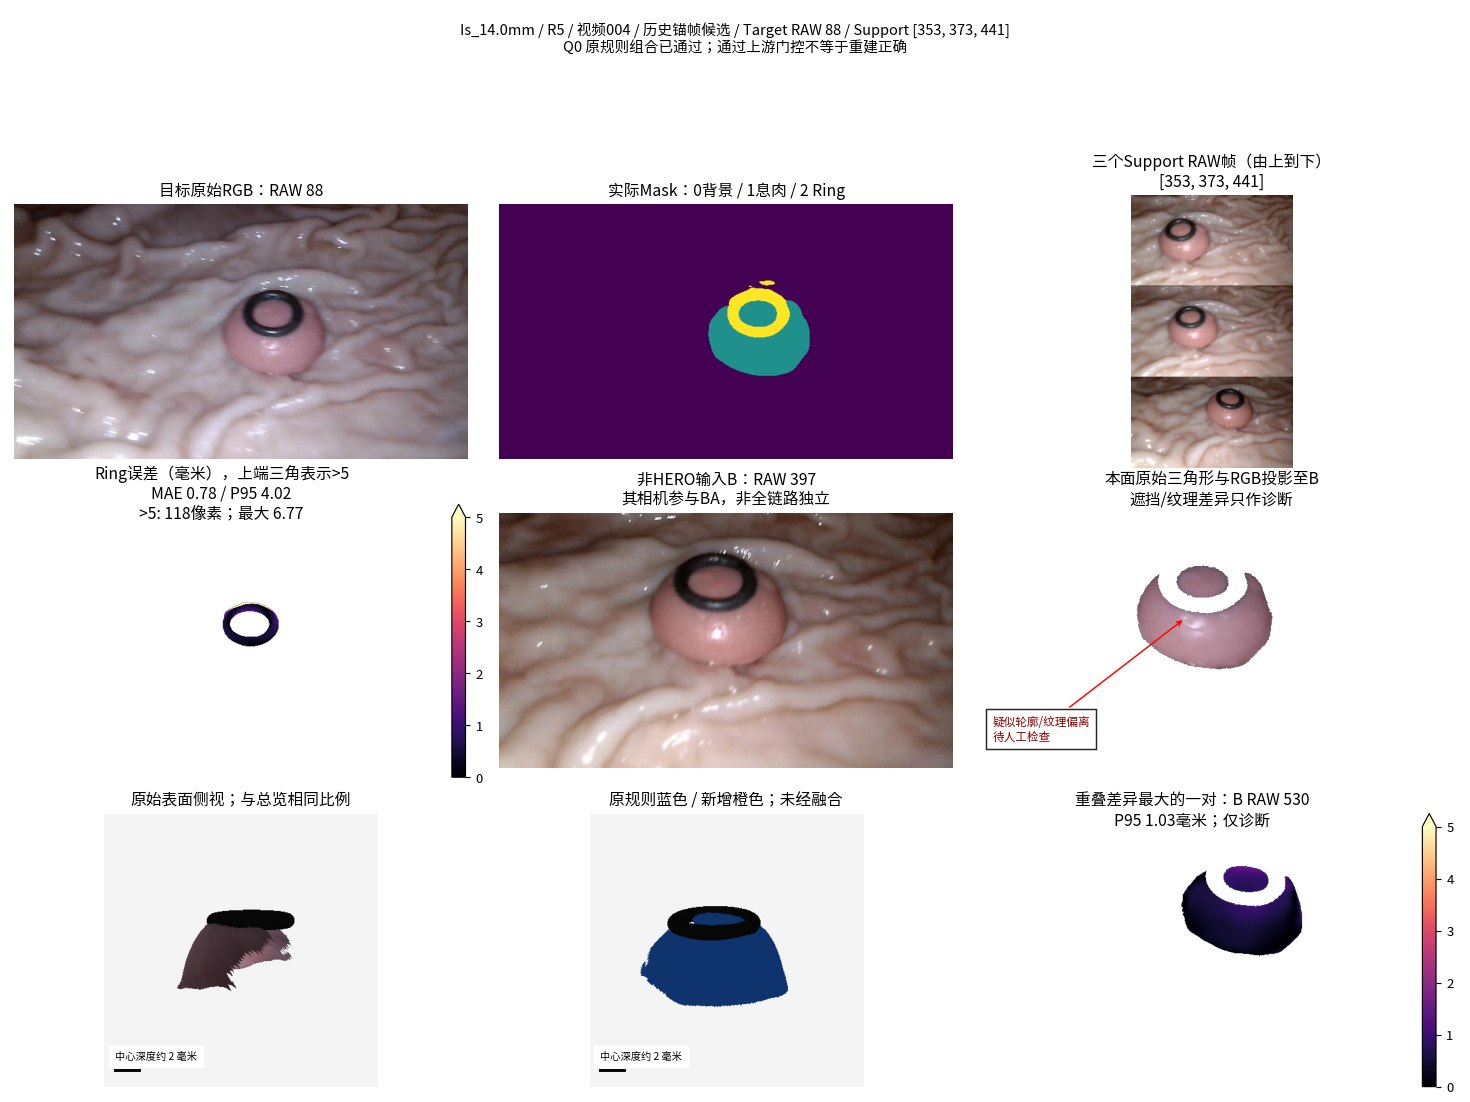 Is_14.0mm / R5 / 视频004 / 历史锚帧候选 / Target RAW 88 / Support [353, 373, 441]
Q0 原规则组合已通过；通过上游门控不等于重建正确
目标原始RGB：RAW 88
实际Mask：0背景 / 1息肉 / 2 Ring
三个Support RAW帧（由上到下）
[353, 373, 441]
Ring误差（毫米），上端三角表示>5
MAE 0.78 / P95 4.02
>5: 118像素；最大 6.77
5
4
3
2
1
0
非HERO输入B：RAW 397
其相机参与BA，非全链路独立
本面原始三角形与RGB投影至B
遮挡/纹理差异只作诊断
疑似轮廓/纹理偏离
待人工检查
原始表面侧视；与总览相同比例
中心深度约 2 毫米
原规则蓝色 / 新增橙色；未经融合
中心深度约 2 毫米
重叠差异最大的一对：B RAW 530
P95 1.03毫米；仅诊断
5
4
3
2
1
0